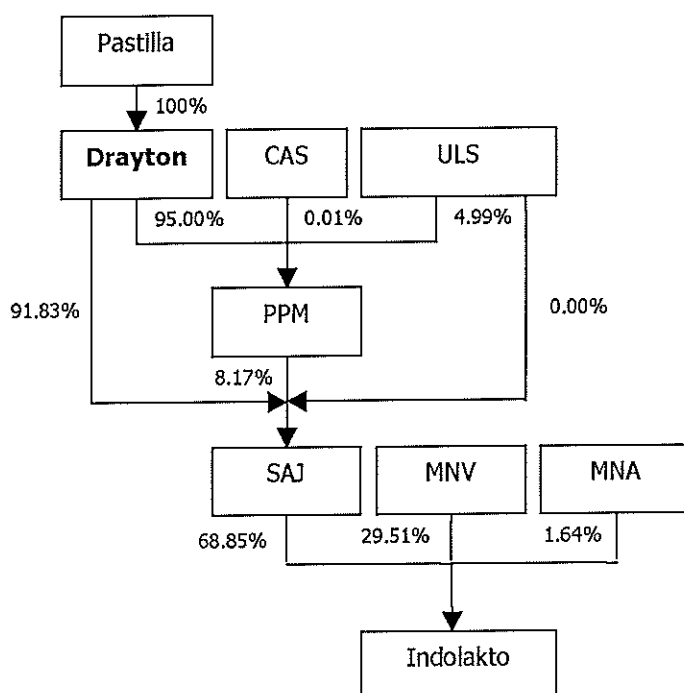 Pastilla
100%
Drayton CAS ULS
95.00% 0.01% 4.99%
91.83% PPM 0.00%
8.17%
SAJ MNV MNA
68.85% 29.51% 1.64%
Indolakto